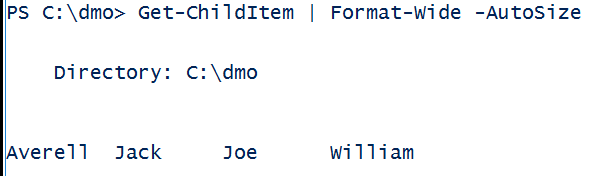 PS C:\dmo> Get-ChildItem | Format-Wide -AutoSize
Directory: C:\dmo
Averell Jack Joe William